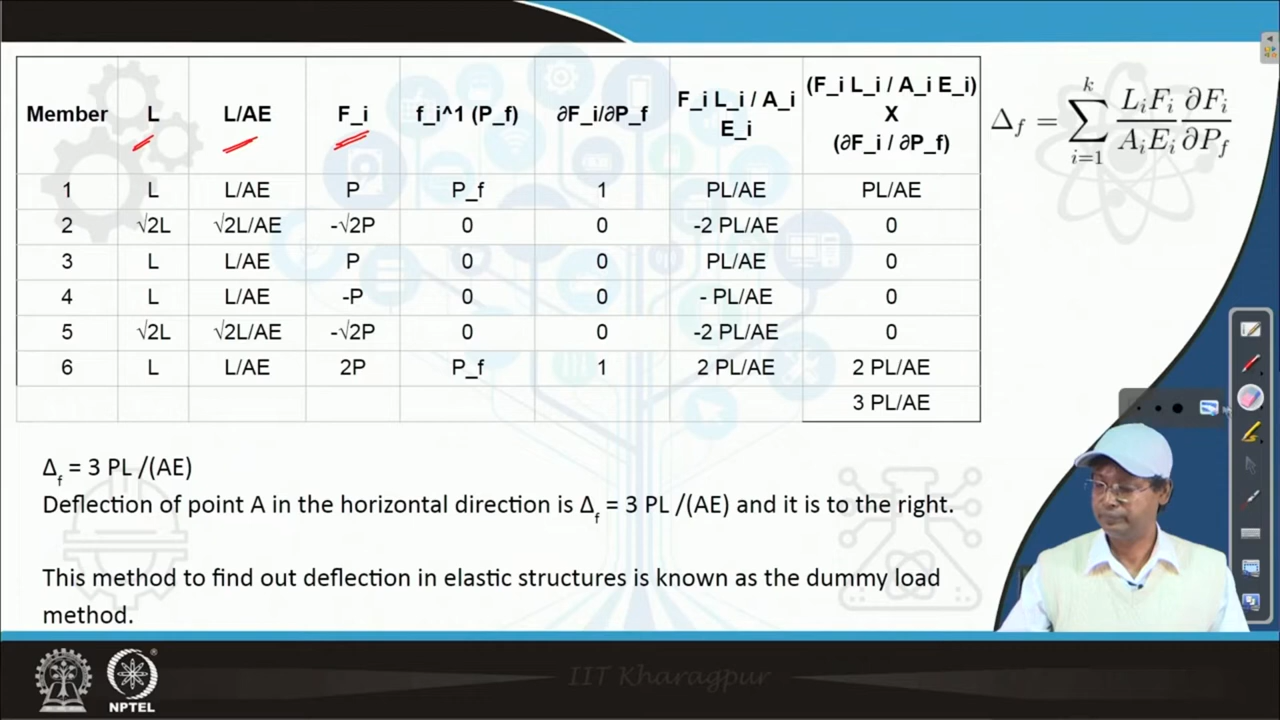 Member L L/AE F_i f_i^1 (P_f) ∂F_i/∂P_f F_i L_i / A_i E_i (F_i L_i / A_i E_i) X (∂F_i / ∂P_f)
1 L L/AE P P_f 1 PL/AE PL/AE
2 √2L √2L/AE -√2P 0 0 -2 PL/AE 0
3 L L/AE P 0 0 PL/AE 0
4 L L/AE -P 0 0 - PL/AE 0
5 √2L √2L/AE -√2P 0 0 -2 PL/AE 0
6 L L/AE 2P P_f 1 2 PL/AE 2 PL/AE
3 PL/AE
Δ_f = \sum_{i=1}^{k} \frac{L_i F_i}{A_i E_i} \frac{∂F_i}{∂P_f}
Δ_f = 3 PL /(AE)
Deflection of point A in the horizontal direction is Δ_f = 3 PL /(AE) and it is to the right.
This method to find out deflection in elastic structures is known as the dummy load
method.
IIT Kharagpur
NPTEL